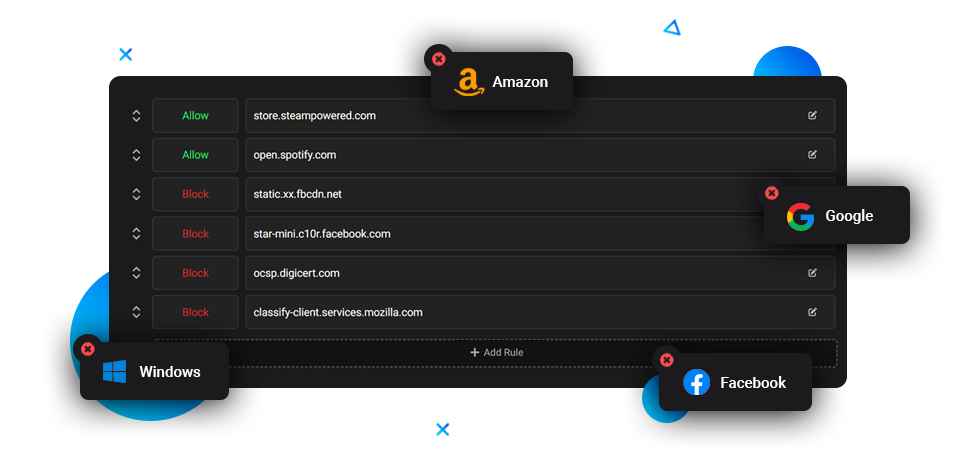 Amazon
Allow store.steampowered.com
Allow open.spotify.com
Block static.xx.fbcdn.net
Google
Block star-mini.c10r.facebook.com
Block ocsp.digicert.com
Block classify-client.services.mozilla.com
+ Add Rule
Windows
Facebook